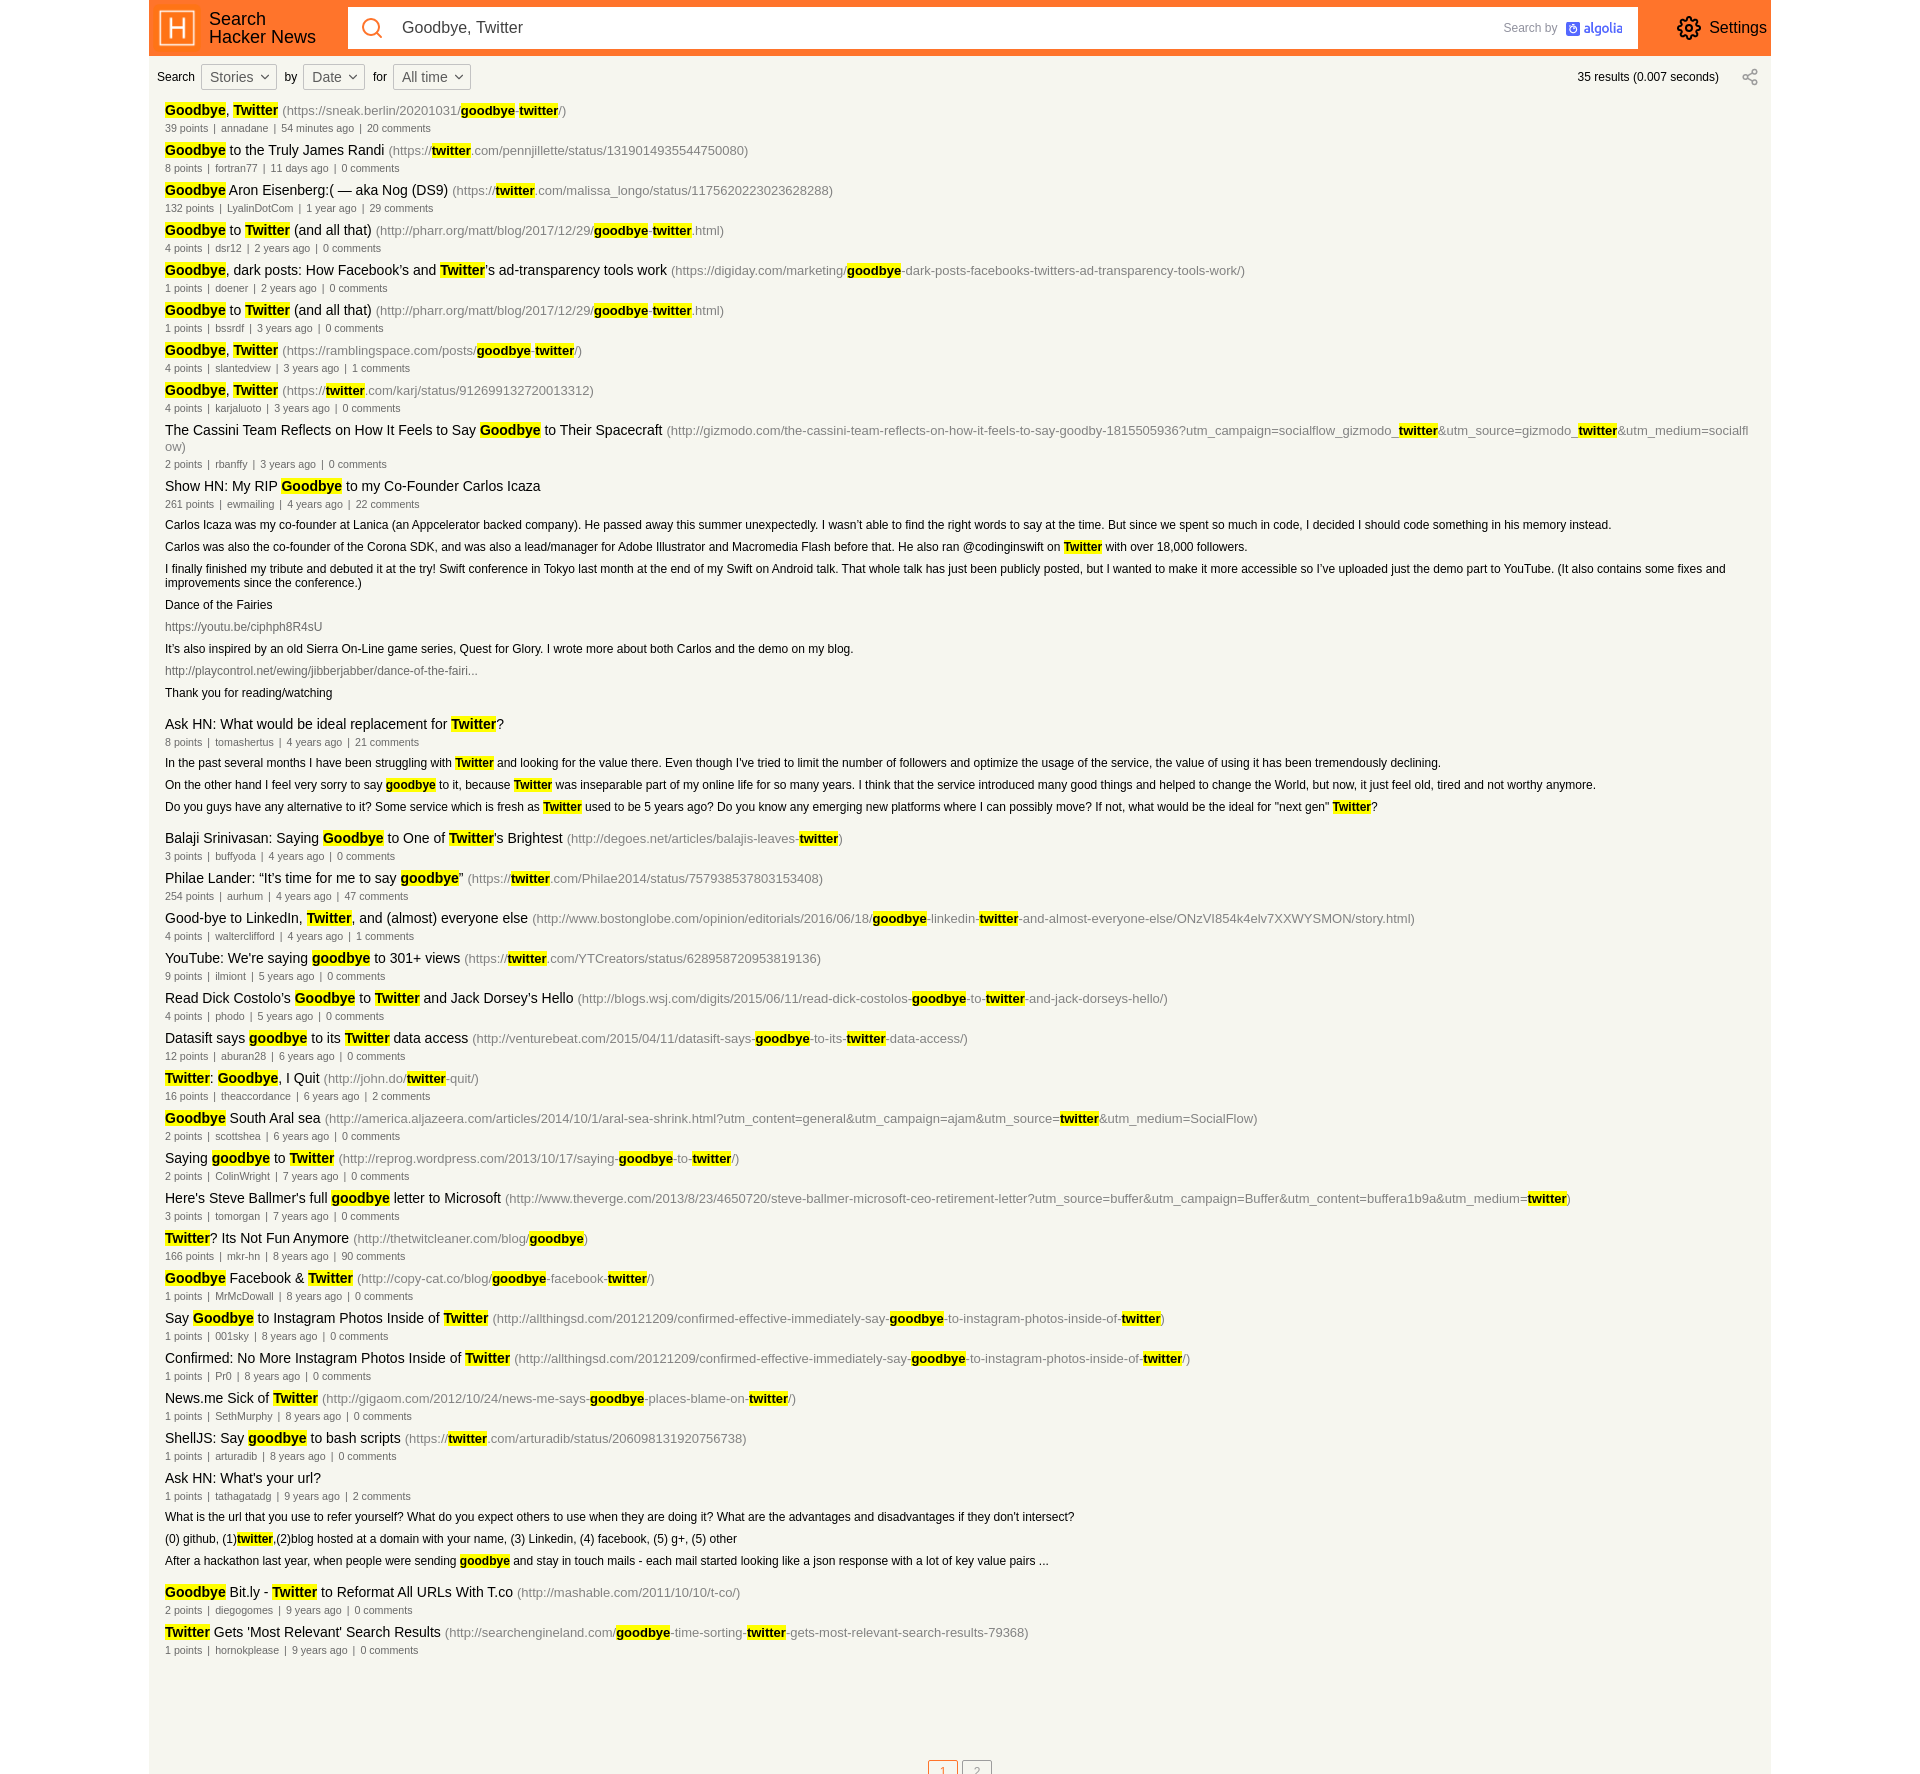 H
Search
Hacker News
Goodbye, Twitter
Search by algolia
Settings
Search Stories by Date for All time
35 results (0.007 seconds)
Goodbye, Twitter (https://sneak.berlin/20201031/goodbye-twitter/)
39 points | annadane | 54 minutes ago | 20 comments
Goodbye to the Truly James Randi (https://twitter.com/pennjillette/status/1319014935544750080)
8 points | fortran77 | 11 days ago | 0 comments
Goodbye Aron Eisenberg:( — aka Nog (DS9) (https://twitter.com/malissa_longo/status/1175620223023628288)
132 points | LyalinDotCom | 1 year ago | 29 comments
Goodbye to Twitter (and all that) (http://pharr.org/matt/blog/2017/12/29/goodbye-twitter.html)
4 points | dsr12 | 2 years ago | 0 comments
Goodbye, dark posts: How Facebook’s and Twitter’s ad-transparency tools work (https://digiday.com/marketing/goodbye-dark-posts-facebooks-twitters-ad-transparency-tools-work/)
1 points | doener | 2 years ago | 0 comments
Goodbye to Twitter (and all that) (http://pharr.org/matt/blog/2017/12/29/goodbye-twitter.html)
1 points | bssrdf | 3 years ago | 0 comments
Goodbye, Twitter (https://ramblingspace.com/posts/goodbye-twitter/)
4 points | slantedview | 3 years ago | 1 comments
Goodbye, Twitter (https://twitter.com/karj/status/912699132720013312)
4 points | karjaluoto | 3 years ago | 0 comments
The Cassini Team Reflects on How It Feels to Say Goodbye to Their Spacecraft (http://gizmodo.com/the-cassini-team-reflects-on-how-it-feels-to-say-goodby-1815505936?utm_campaign=socialflow_gizmodo_twitter&utm_source=gizmodo_twitter&utm_medium=socialfl
ow)
2 points | rbanffy | 3 years ago | 0 comments
Show HN: My RIP Goodbye to my Co-Founder Carlos Icaza
261 points | ewmailing | 4 years ago | 22 comments
Carlos Icaza was my co-founder at Lanica (an Appcelerator backed company). He passed away this summer unexpectedly. I wasn’t able to find the right words to say at the time. But since we spent so much in code, I decided I should code something in his memory instead.
Carlos was also the co-founder of the Corona SDK, and was also a lead/manager for Adobe Illustrator and Macromedia Flash before that. He also ran @codinginswift on Twitter with over 18,000 followers.
I finally finished my tribute and debuted it at the try! Swift conference in Tokyo last month at the end of my Swift on Android talk. That whole talk has just been publicly posted, but I wanted to make it more accessible so I’ve uploaded just the demo part to YouTube. (It also contains some fixes and
improvements since the conference.)
Dance of the Fairies
https://youtu.be/ciphph8R4sU
It’s also inspired by an old Sierra On-Line game series, Quest for Glory. I wrote more about both Carlos and the demo on my blog.
http://playcontrol.net/ewing/jibberjabber/dance-of-the-fairi...
Thank you for reading/watching
Ask HN: What would be ideal replacement for Twitter?
8 points | tomashertus | 4 years ago | 21 comments
In the past several months I have been struggling with Twitter and looking for the value there. Even though I've tried to limit the number of followers and optimize the usage of the service, the value of using it has been tremendously declining.
On the other hand I feel very sorry to say goodbye to it, because Twitter was inseparable part of my online life for so many years. I think that the service introduced many good things and helped to change the World, but now, it just feel old, tired and not worthy anymore.
Do you guys have any alternative to it? Some service which is fresh as Twitter used to be 5 years ago? Do you know any emerging new platforms where I can possibly move? If not, what would be the ideal for "next gen" Twitter?
Balaji Srinivasan: Saying Goodbye to One of Twitter's Brightest (http://degoes.net/articles/balajis-leaves-twitter)
3 points | buffyoda | 4 years ago | 0 comments
Philae Lander: “It’s time for me to say goodbye” (https://twitter.com/Philae2014/status/757938537803153408)
254 points | aurhum | 4 years ago | 47 comments
Good-bye to LinkedIn, Twitter, and (almost) everyone else (http://www.bostonglobe.com/opinion/editorials/2016/06/18/goodbye-linkedin-twitter-and-almost-everyone-else/ONzVI854k4elv7XXWYSMON/story.html)
4 points | walterclifford | 4 years ago | 1 comments
YouTube: We're saying goodbye to 301+ views (https://twitter.com/YTCreators/status/628958720953819136)
9 points | ilmiont | 5 years ago | 0 comments
Read Dick Costolo’s Goodbye to Twitter and Jack Dorsey’s Hello (http://blogs.wsj.com/digits/2015/06/11/read-dick-costolos-goodbye-to-twitter-and-jack-dorseys-hello/)
4 points | phodo | 5 years ago | 0 comments
Datasift says goodbye to its Twitter data access (http://venturebeat.com/2015/04/11/datasift-says-goodbye-to-its-twitter-data-access/)
12 points | aburan28 | 6 years ago | 0 comments
Twitter: Goodbye, I Quit (http://john.do/twitter-quit/)
16 points | theaccordance | 6 years ago | 2 comments
Goodbye South Aral sea (http://america.aljazeera.com/articles/2014/10/1/aral-sea-shrink.html?utm_content=general&utm_campaign=ajam&utm_source=twitter&utm_medium=SocialFlow)
2 points | scottshea | 6 years ago | 0 comments
Saying goodbye to Twitter (http://reprog.wordpress.com/2013/10/17/saying-goodbye-to-twitter/)
2 points | ColinWright | 7 years ago | 0 comments
Here's Steve Ballmer's full goodbye letter to Microsoft (http://www.theverge.com/2013/8/23/4650720/steve-ballmer-microsoft-ceo-retirement-letter?utm_source=buffer&utm_campaign=Buffer&utm_content=buffera1b9a&utm_medium=twitter)
3 points | tomorgan | 7 years ago | 0 comments
Twitter? Its Not Fun Anymore (http://thetwitcleaner.com/blog/goodbye)
166 points | mkr-hn | 8 years ago | 90 comments
Goodbye Facebook & Twitter (http://copy-cat.co/blog/goodbye-facebook-twitter/)
1 points | MrMcDowall | 8 years ago | 0 comments
Say Goodbye to Instagram Photos Inside of Twitter (http://allthingsd.com/20121209/confirmed-effective-immediately-say-goodbye-to-instagram-photos-inside-of-twitter)
1 points | 001sky | 8 years ago | 0 comments
Confirmed: No More Instagram Photos Inside of Twitter (http://allthingsd.com/20121209/confirmed-effective-immediately-say-goodbye-to-instagram-photos-inside-of-twitter/)
1 points | Pr0 | 8 years ago | 0 comments
News.me Sick of Twitter (http://gigaom.com/2012/10/24/news-me-says-goodbye-places-blame-on-twitter/)
1 points | SethMurphy | 8 years ago | 0 comments
ShellJS: Say goodbye to bash scripts (https://twitter.com/arturadib/status/206098131920756738)
1 points | arturadib | 8 years ago | 0 comments
Ask HN: What's your url?
1 points | tathagatadg | 9 years ago | 2 comments
What is the url that you use to refer yourself? What do you expect others to use when they are doing it? What are the advantages and disadvantages if they don't intersect?
(0) github, (1)twitter,(2)blog hosted at a domain with your name, (3) Linkedin, (4) facebook, (5) g+, (5) other
After a hackathon last year, when people were sending goodbye and stay in touch mails - each mail started looking like a json response with a lot of key value pairs ...
Goodbye Bit.ly - Twitter to Reformat All URLs With T.co (http://mashable.com/2011/10/10/t-co/)
2 points | diegogomes | 9 years ago | 0 comments
Twitter Gets 'Most Relevant' Search Results (http://searchengineland.com/goodbye-time-sorting-twitter-gets-most-relevant-search-results-79368)
1 points | hornokplease | 9 years ago | 0 comments
1 2